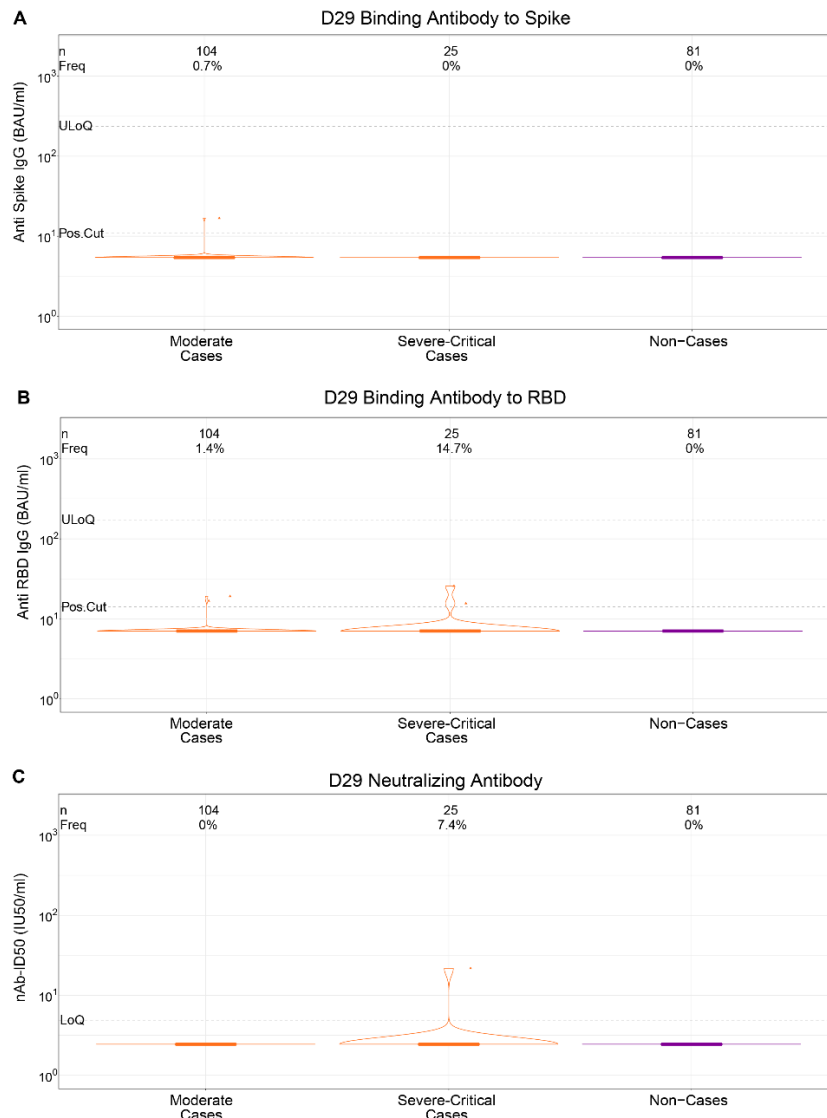 A
D29 Binding Antibody to Spike
n 104 25 81
Freq 0.7% 0% 0%
10³
ULoQ
10²
Pos.Cut
10¹
10⁰
Anti Spike IgG (BAU/ml)
Moderate Cases
Severe-Critical Cases
Non-Cases
B
D29 Binding Antibody to RBD
n 104 25 81
Freq 1.4% 14.7% 0%
10³
ULoQ
10²
Pos.Cut
10¹
10⁰
Anti RBD IgG (BAU/ml)
Moderate Cases
Severe-Critical Cases
Non-Cases
C
D29 Neutralizing Antibody
n 104 25 81
Freq 0% 7.4% 0%
10³
10²
10¹
LoQ
10⁰
nAb-ID50 (IU50/ml)
Moderate Cases
Severe-Critical Cases
Non-Cases